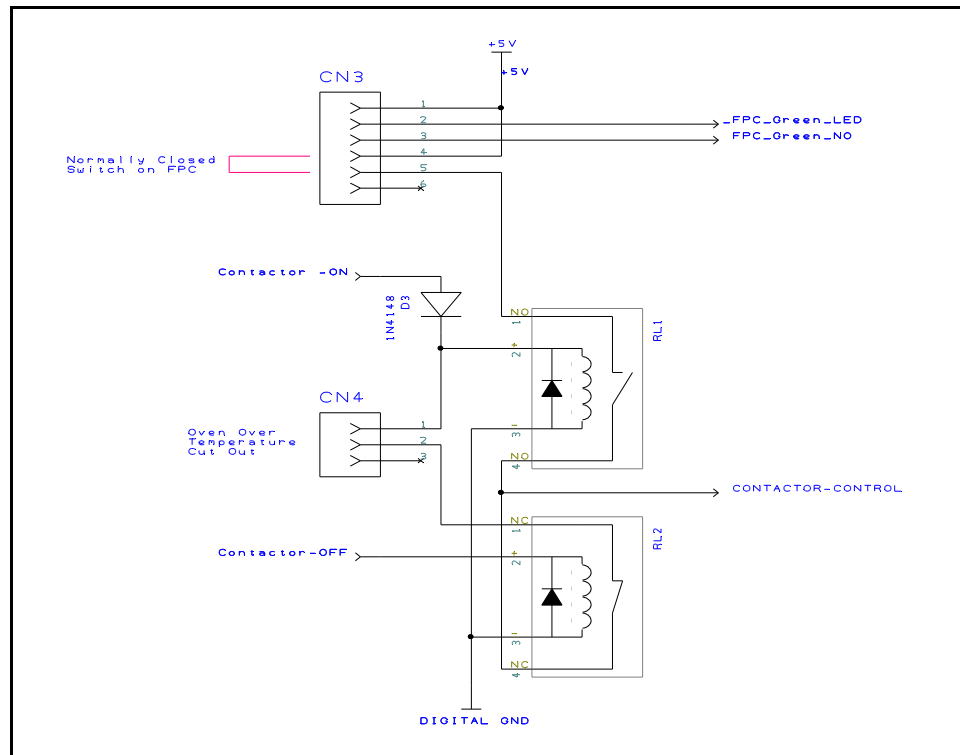 +5V
+5V
CN3
1
2
3
4
5
6
_FPC_Green_LED
FPC_Green_NO
Normally Closed
Switch on FPC
Contactor -ON
1N4148
D3
NO
1
+
2
-
3
NO
4
RL1
CN4
1
2
3
Oven Over
Temperature
Cut Out
CONTACTOR-CONTROL
NC
1
+
2
-
3
NC
4
RL2
Contactor-OFF
DIGITAL GND